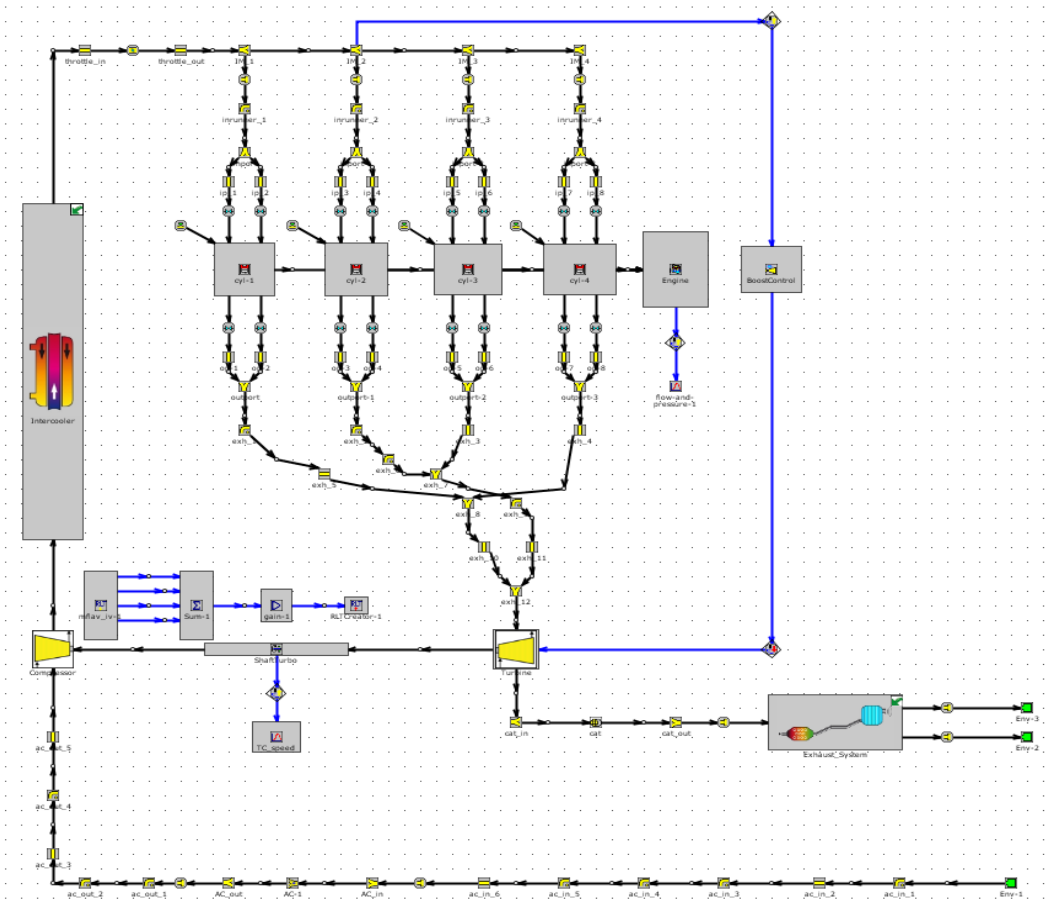 throttle_in
throttle_out
IM_1
IM_2
IM_3
IM_4
inrunner_1
inrunner_2
inrunner_3
inrunner_4
cyl-1
cyl-2
cyl-3
cyl-4
Engine
BoostControl
outport
outport-1
outport-2
outport-3
flow-and-
pressure-1
Intercooler
exh_3
exh_4
exh_5
exh_7
exh_8
exh_11
exh_12
Sum-1
gain-1
RLTCreator-1
Compressor
ShaftTurbo
Turbine
TC_speed
cat_in
cat
cat_out
Exhaust_System
Env-3
Env-2
ac_out_5
ac_out_4
ac_out_3
ac_out_2
ac_out_1
AC_out
AC-1
AC_in
ac_in_6
ac_in_5
ac_in_4
ac_in_3
ac_in_2
ac_in_1
Env-1